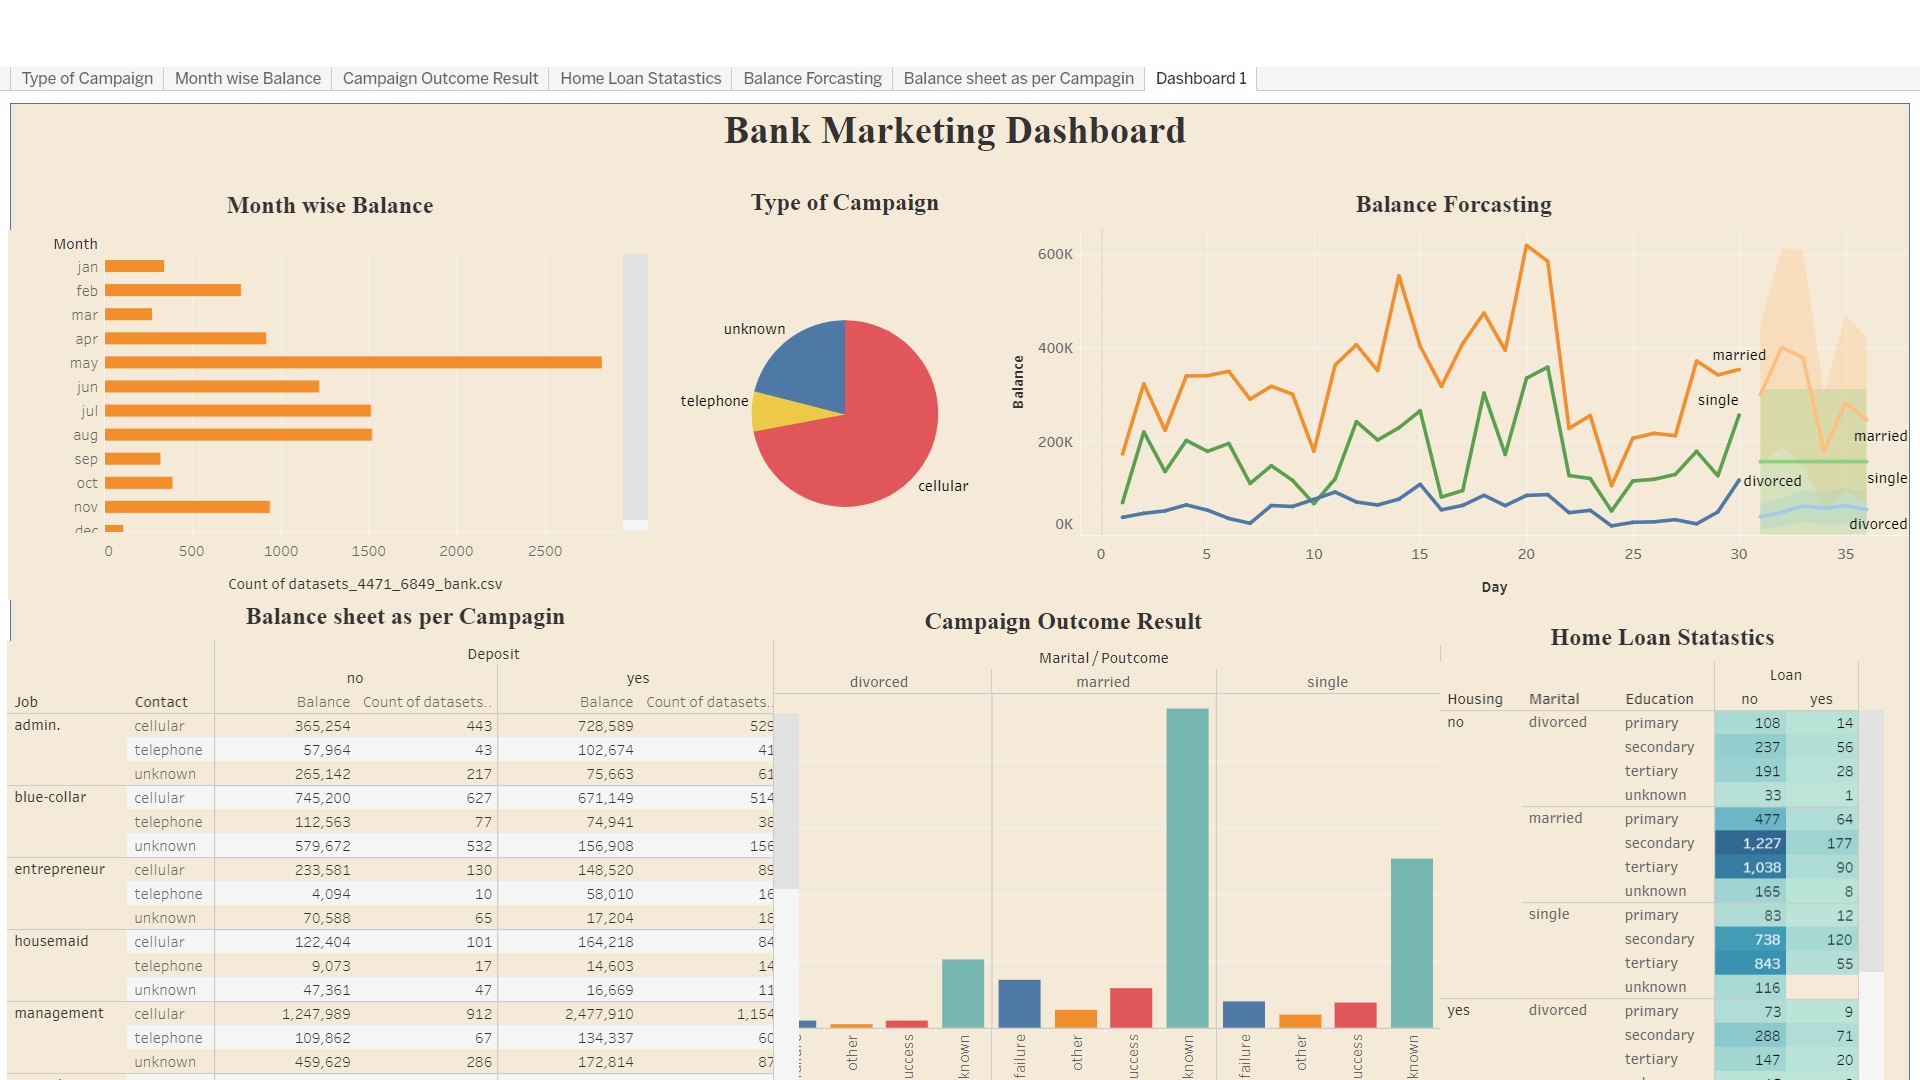 Type of Campaign Month wise Balance Campaign Outcome Result Home Loan Statastics Balance Forcasting Balance sheet as per Campagin Dashboard 1
Bank Marketing Dashboard
Month wise Balance
Month
jan
feb
mar
apr
may
jun
jul
aug
sep
oct
nov
dec
0 500 1000 1500 2000 2500
Count of datasets_4471_6849_bank.csv
Type of Campaign
unknown
telephone
cellular
Balance Forcasting
Balance
600K
400K
200K
0K
married
single
divorced
married
single
divorced
0 5 10 15 20 25 30 35
Day
Balance sheet as per Campagin
Deposit
no yes
Job Contact Balance Count of datasets.. Balance Count of datasets..
admin. cellular 365,254 443 728,589 529
telephone 57,964 43 102,674 41
unknown 265,142 217 75,663 61
blue-collar cellular 745,200 627 671,149 514
telephone 112,563 77 74,941 38
unknown 579,672 532 156,908 156
entrepreneur cellular 233,581 130 148,520 89
telephone 4,094 10 58,010 16
unknown 70,588 65 17,204 18
housemaid cellular 122,404 101 164,218 84
telephone 9,073 17 14,603 14
unknown 47,361 47 16,669 11
management cellular 1,247,989 912 2,477,910 1,154
telephone 109,862 67 134,337 60
unknown 459,629 286 172,814 87
Campaign Outcome Result
Marital / Poutcome
divorced married single
other uccess known failure other uccess known failure other uccess known
Home Loan Statastics
Loan
Housing Marital Education no yes
no divorced primary 108 14
secondary 237 56
tertiary 191 28
unknown 33 1
married primary 477 64
secondary 1,227 177
tertiary 1,038 90
unknown 165 8
single primary 83 12
secondary 738 120
tertiary 843 55
unknown 116
yes divorced primary 73 9
secondary 288 71
tertiary 147 20